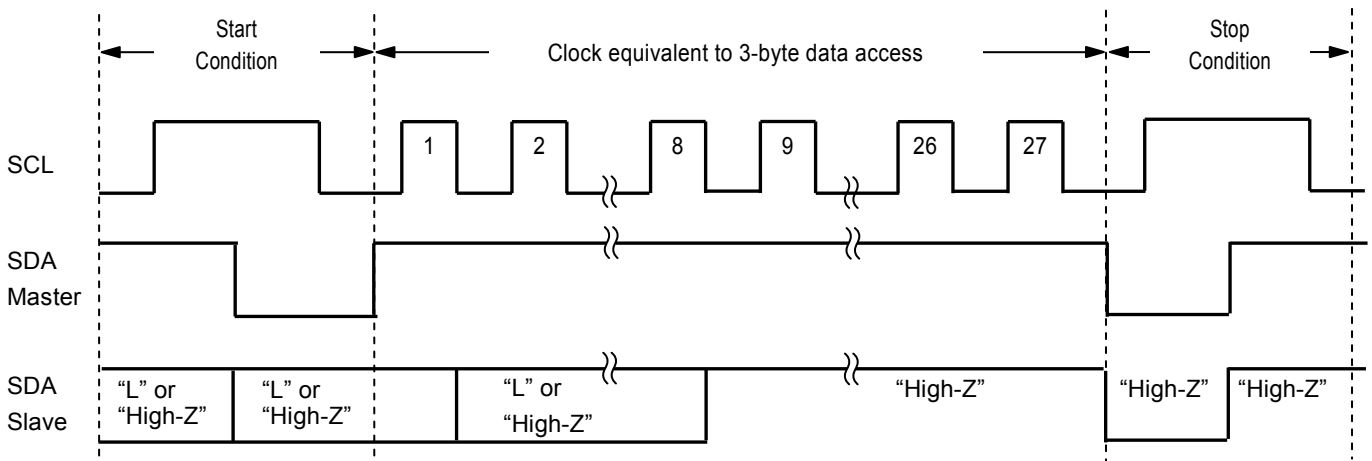 Start
Condition
Clock equivalent to 3-byte data access
Stop
Condition
SCL
1
2
8
9
26
27
SDA
Master
SDA
Slave
“L” or
“High-Z”
“L” or
“High-Z”
“L” or
“High-Z”
“High-Z”
“High-Z”
“High-Z”